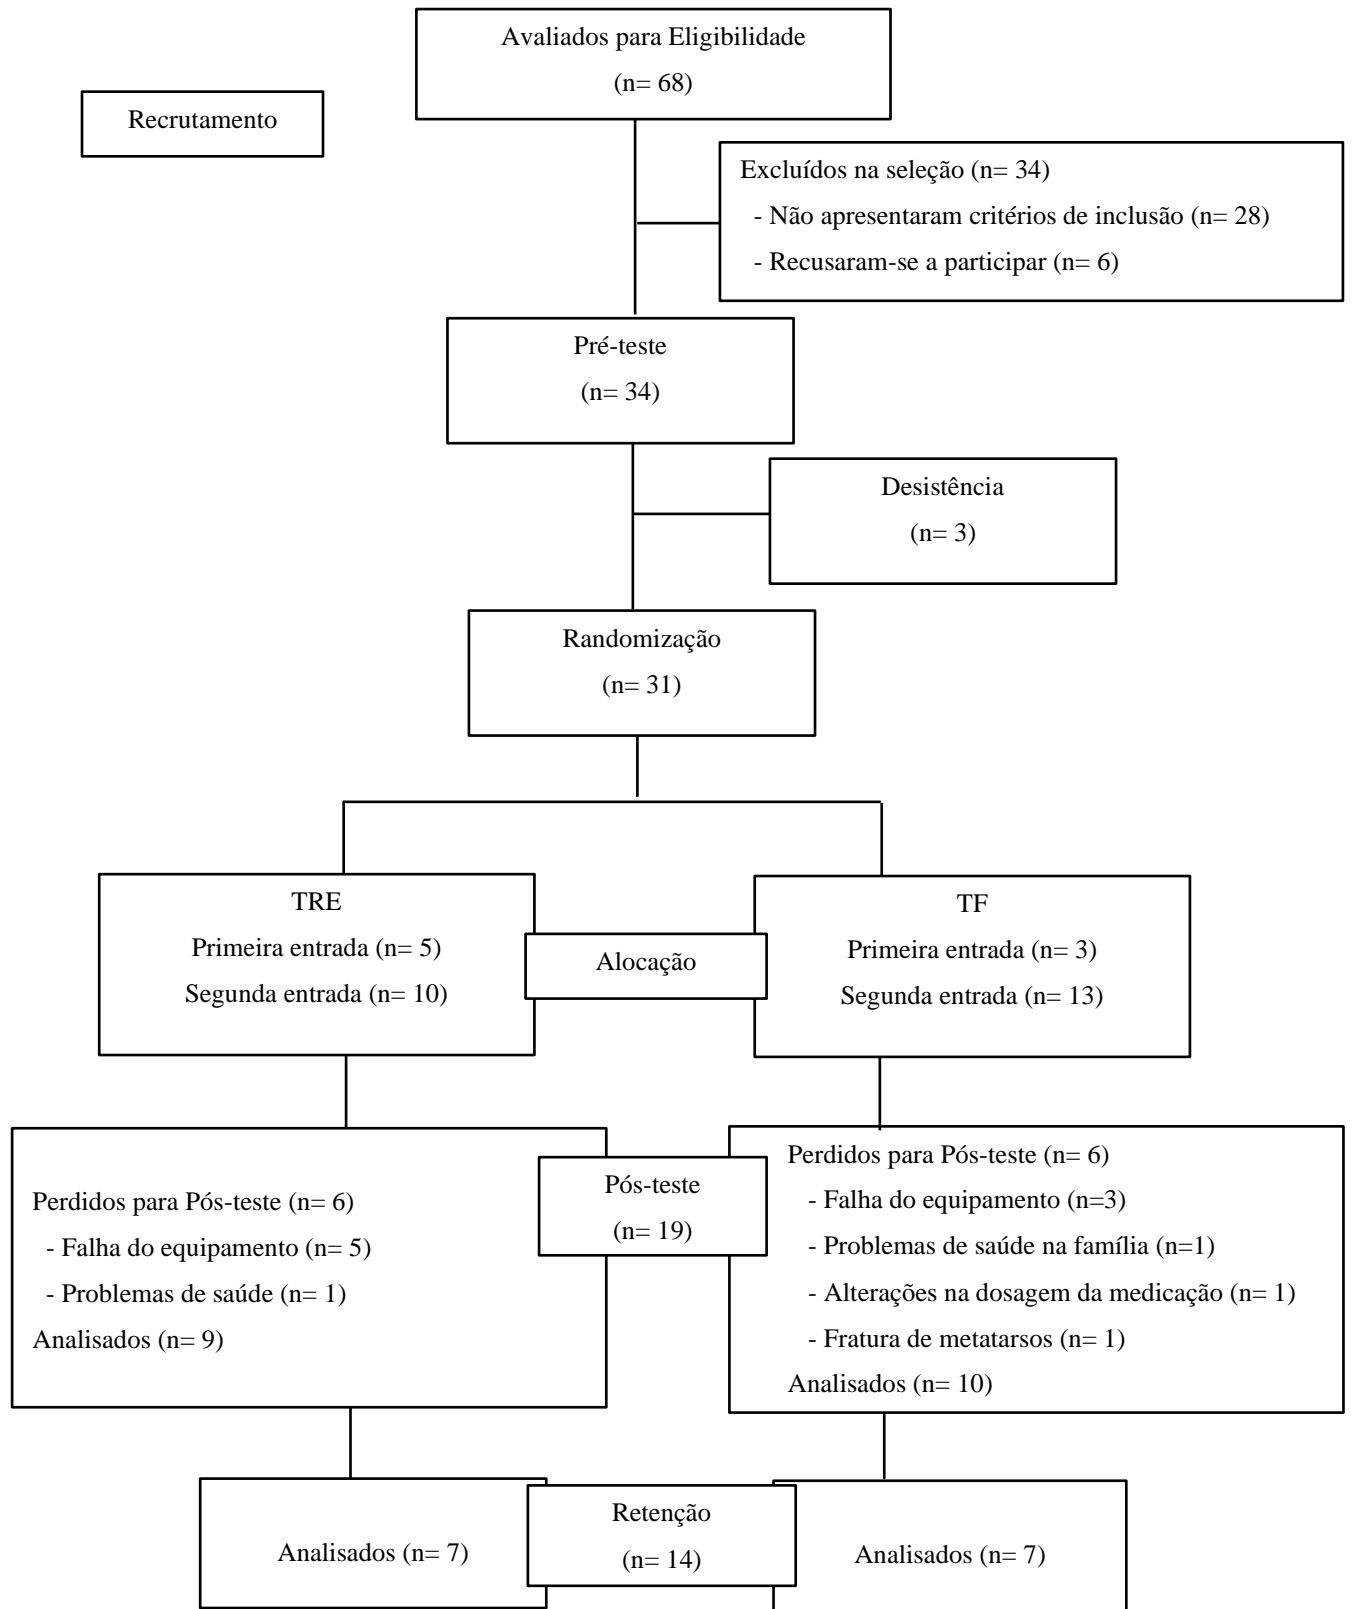 Avaliados para Eligibilidade
(n= 68)
Recrutamento
Excluídos na seleção (n= 34)
- Não apresentaram critérios de inclusão (n= 28)
- Recusaram-se a participar (n= 6)
Pré-teste
(n= 34)
Desistência
(n= 3)
Randomização
(n= 31)
TRE
Primeira entrada (n= 5)
Segunda entrada (n= 10)
Alocação
TF
Primeira entrada (n= 3)
Segunda entrada (n= 13)
Perdidos para Pós-teste (n= 6)
- Falha do equipamento (n= 5)
- Problemas de saúde (n= 1)
Analisados (n= 9)
Pós-teste
(n= 19)
Perdidos para Pós-teste (n= 6)
- Falha do equipamento (n=3)
- Problemas de saúde na família (n=1)
- Alterações na dosagem da medicação (n= 1)
- Fratura de metatarsos (n= 1)
Analisados (n= 10)
Analisados (n= 7)
Retenção
(n= 14)
Analisados (n= 7)